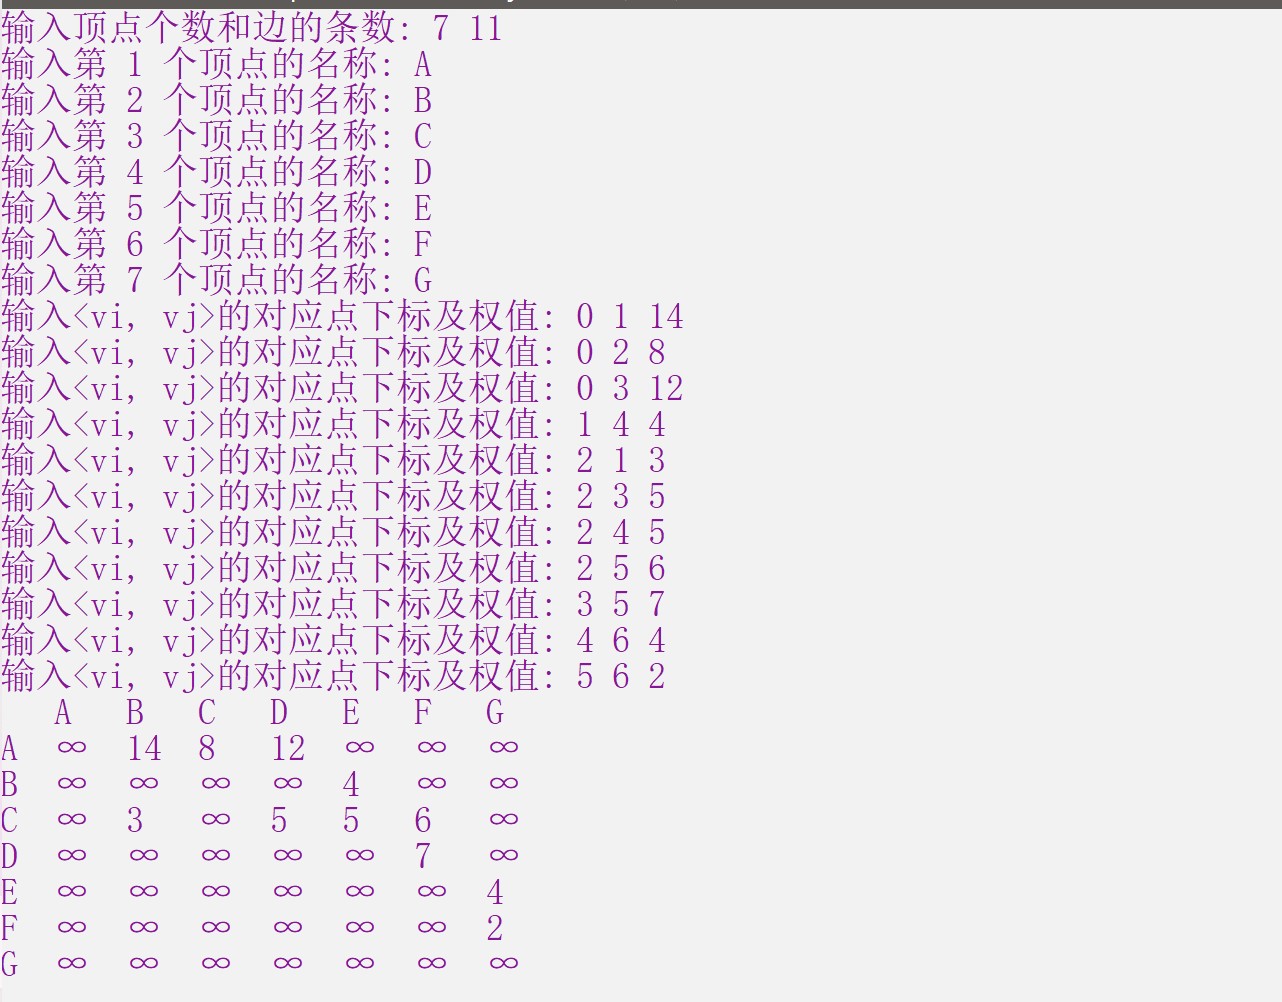 输入顶点个数和边的条数: 7 11
输入第 1 个顶点的名称: A
输入第 2 个顶点的名称: B
输入第 3 个顶点的名称: C
输入第 4 个顶点的名称: D
输入第 5 个顶点的名称: E
输入第 6 个顶点的名称: F
输入第 7 个顶点的名称: G
输入<vi, vj>的对应点下标及权值: 0 1 14
输入<vi, vj>的对应点下标及权值: 0 2 8
输入<vi, vj>的对应点下标及权值: 0 3 12
输入<vi, vj>的对应点下标及权值: 1 4 4
输入<vi, vj>的对应点下标及权值: 2 1 3
输入<vi, vj>的对应点下标及权值: 2 3 5
输入<vi, vj>的对应点下标及权值: 2 4 5
输入<vi, vj>的对应点下标及权值: 2 5 6
输入<vi, vj>的对应点下标及权值: 3 5 7
输入<vi, vj>的对应点下标及权值: 4 6 4
输入<vi, vj>的对应点下标及权值: 5 6 2
A B C D E F G
A ∞ 14 8 12 ∞ ∞ ∞
B ∞ ∞ ∞ ∞ 4 ∞ ∞
C ∞ 3 ∞ 5 5 6 ∞
D ∞ ∞ ∞ ∞ ∞ 7 ∞
E ∞ ∞ ∞ ∞ ∞ ∞ 4
F ∞ ∞ ∞ ∞ ∞ ∞ 2
G ∞ ∞ ∞ ∞ ∞ ∞ ∞